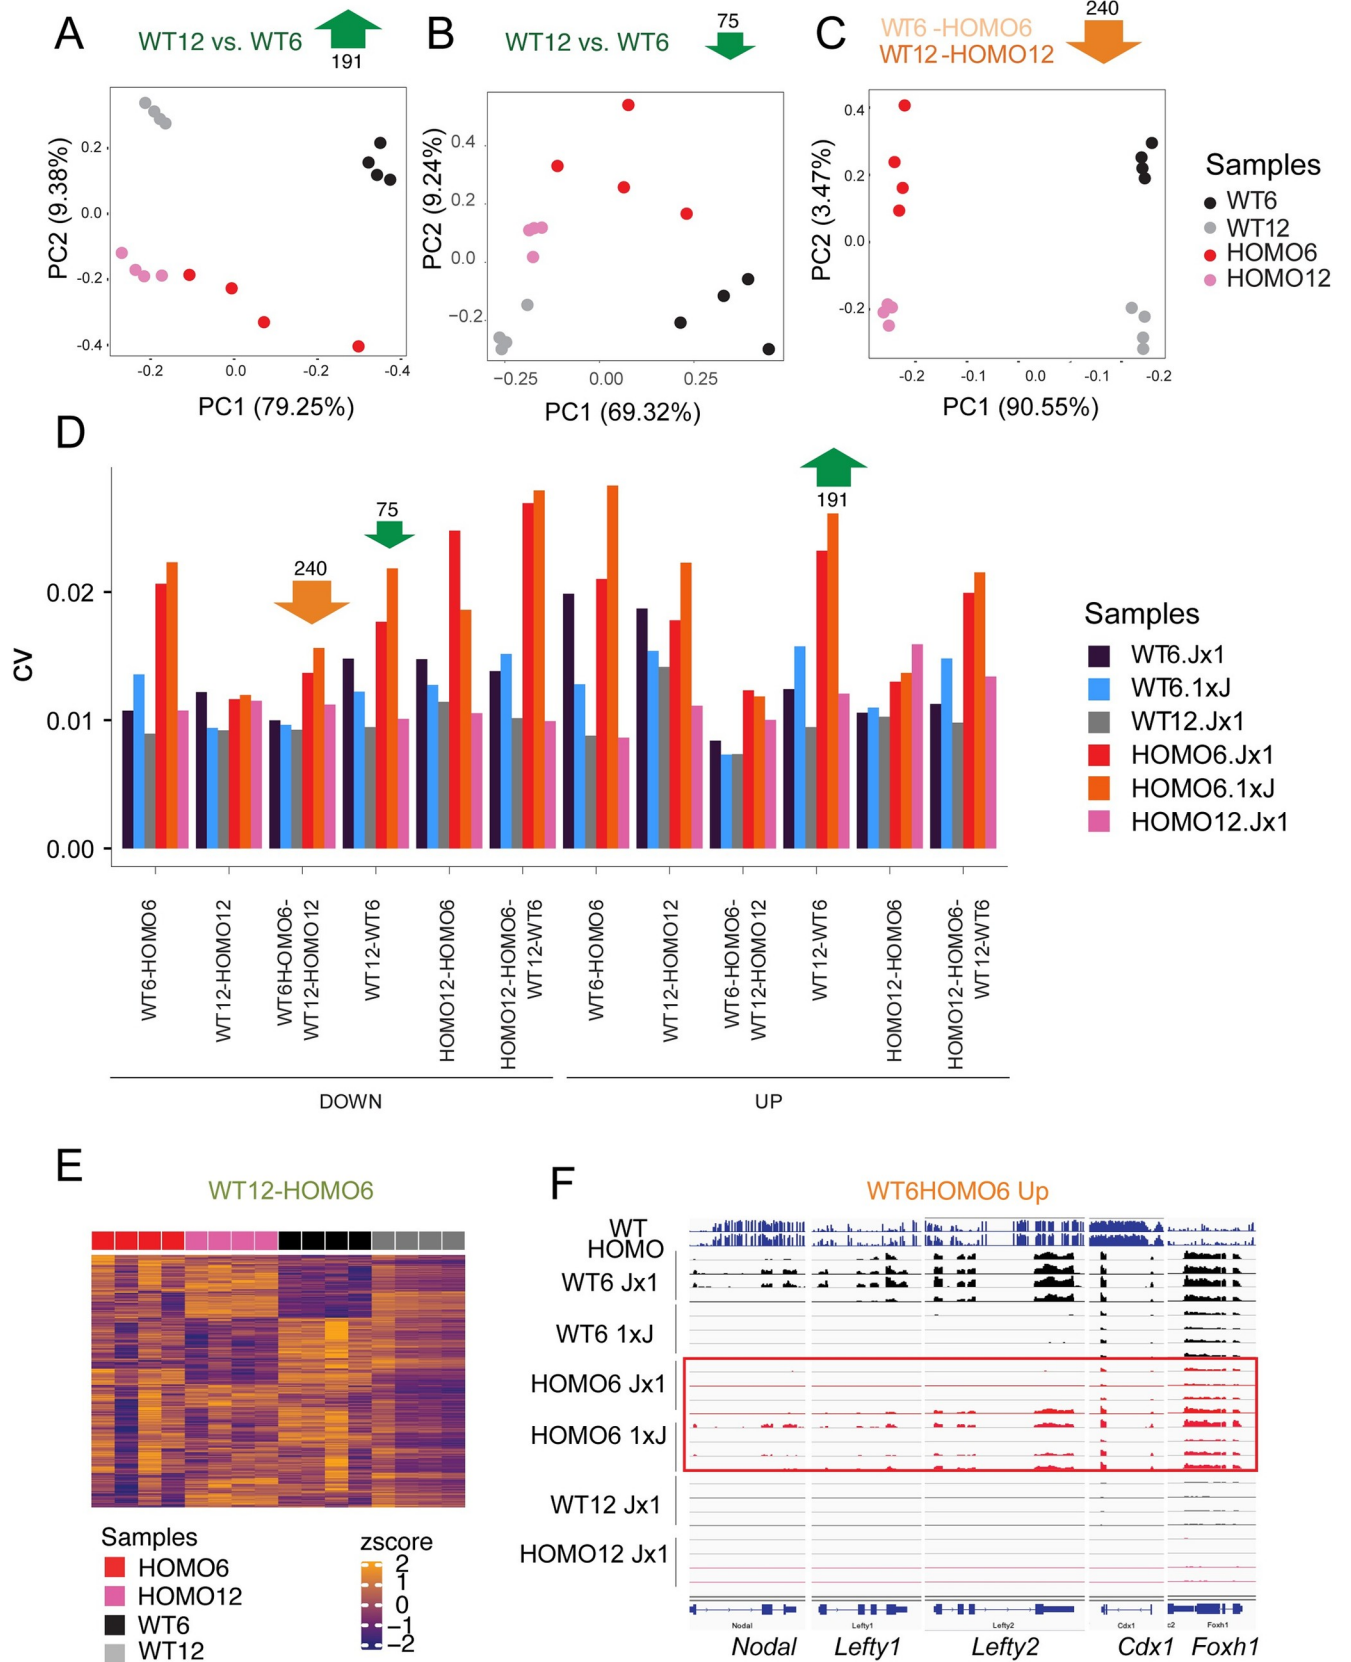 A
WT12 vs. WT6
191
B
WT12 vs. WT6
75
C
WT6 -HOMO6
WT12 -HOMO12
240
PC2 (9.38%)
0.2
0.0
-0.2
-0.4
-0.2
0.0
-0.2
-0.4
PC1 (79.25%)
PC2 (9.24%)
0.4
0.2
0.0
−0.2
−0.25
0.00
0.25
PC1 (69.32%)
PC2 (3.47%)
0.4
0.2
0.0
-0.2
-0.2
-0.1
0.0
-0.1
-0.2
PC1 (90.55%)
Samples
WT6
WT12
HOMO6
HOMO12
D
cv
0.02
0.01
0.00
240
75
191
WT6-HOMO6
WT12-HOMO12
WT6H-OMO6-
WT12-HOMO12
WT12-WT6
HOMO12-HOMO6
HOMO12-HOMO6-
WT12-WT6
WT6-HOMO6
WT12-HOMO12
WT6-HOMO6-
WT12-HOMO12
WT12-WT6
HOMO12-HOMO6
HOMO12-HOMO6-
WT12-WT6
DOWN
UP
Samples
WT6.Jx1
WT6.1xJ
WT12.Jx1
HOMO6.Jx1
HOMO6.1xJ
HOMO12.Jx1
E
WT12-HOMO6
Samples
HOMO6
HOMO12
WT6
WT12
zscore
2
1
0
−1
−2
F
WT6HOMO6 Up
WT
HOMO
WT6 Jx1
WT6 1xJ
HOMO6 Jx1
HOMO6 1xJ
WT12 Jx1
HOMO12 Jx1
Nodal
Lefty1
Lefty2
Cdx1
c2
Foxh1
Nodal
Lefty1
Lefty2
Cdx1
Foxh1